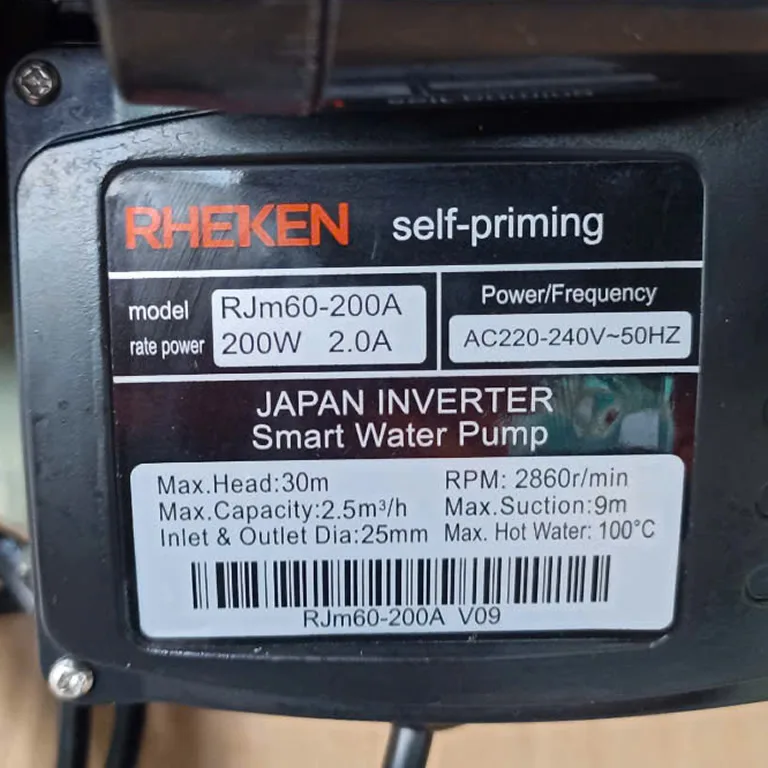 RHEKEN self-priming
model RJm60-200A
rate power 200W 2.0A
Power/Frequency
AC220-240V~50HZ
JAPAN INVERTER
Smart Water Pump
Max.Head:30m RPM: 2860r/min
Max.Capacity:2.5m³/h Max.Suction:9m
Inlet & Outlet Dia:25mm Max. Hot Water: 100°C
RJm60-200A V09